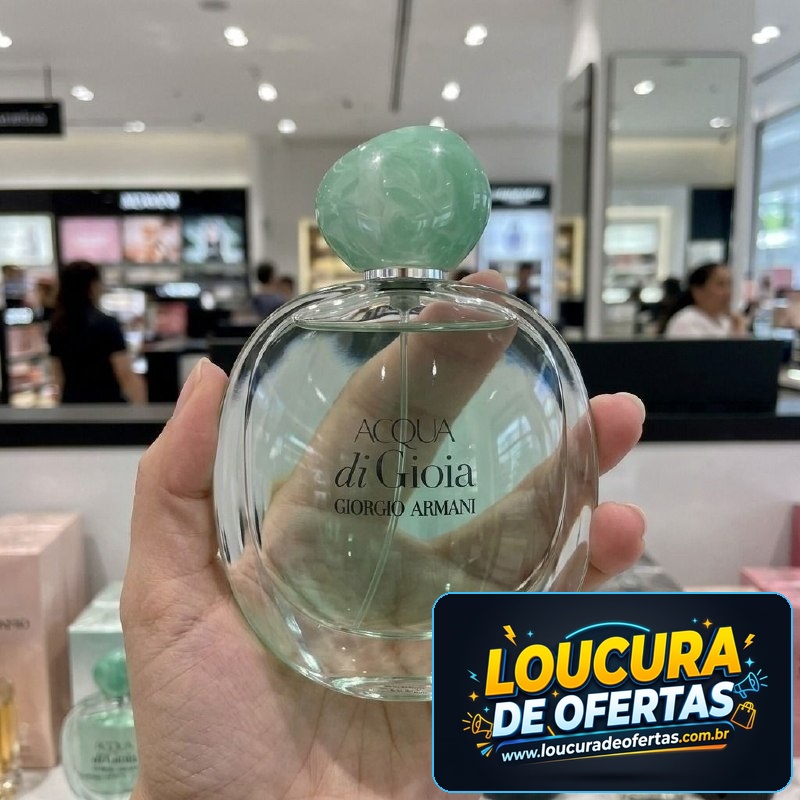 ACQUA
di Gioia
GIORGIO ARMANI
ACQUA
di Gioia
LOUCURA
DE OFERTAS
www.loucuradeofertas.com.br